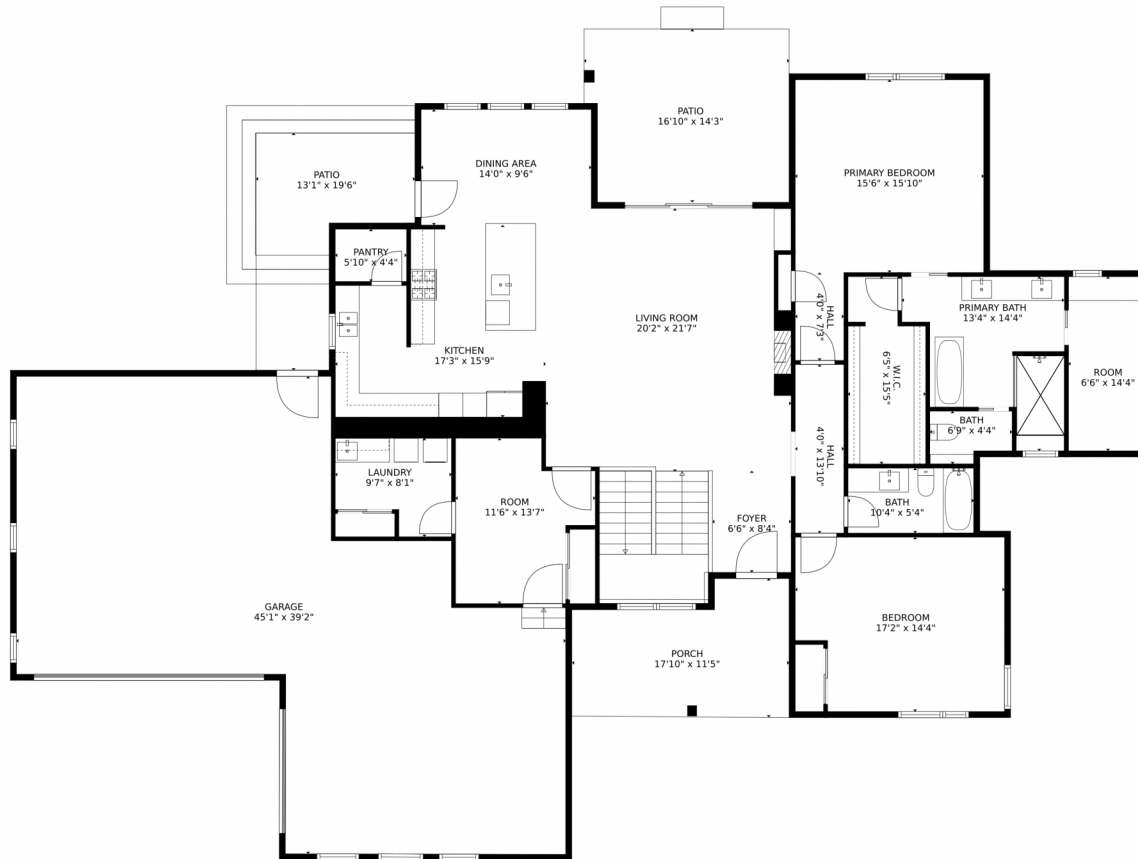 PATIO
16'10" x 14'3"
DINING AREA
14'0" x 9'6"
PATIO
13'1" x 19'6"
PRIMARY BEDROOM
15'6" x 15'10"
PANTRY
5'10" x 4'4"
LIVING ROOM
20'2" x 21'7"
HALL
4'0" x 7'3"
PRIMARY BATH
13'4" x 14'4"
KITCHEN
17'3" x 15'9"
W.I.C.
6'5" x 15'5"
ROOM
6'6" x 14'4"
BATH
6'9" x 4'4"
HALL
4'0" x 13'10"
LAUNDRY
9'7" x 8'1"
ROOM
11'6" x 13'7"
BATH
10'4" x 5'4"
FOYER
6'6" x 8'4"
GARAGE
45'1" x 39'2"
BEDROOM
17'2" x 14'4"
PORCH
17'10" x 11'5"